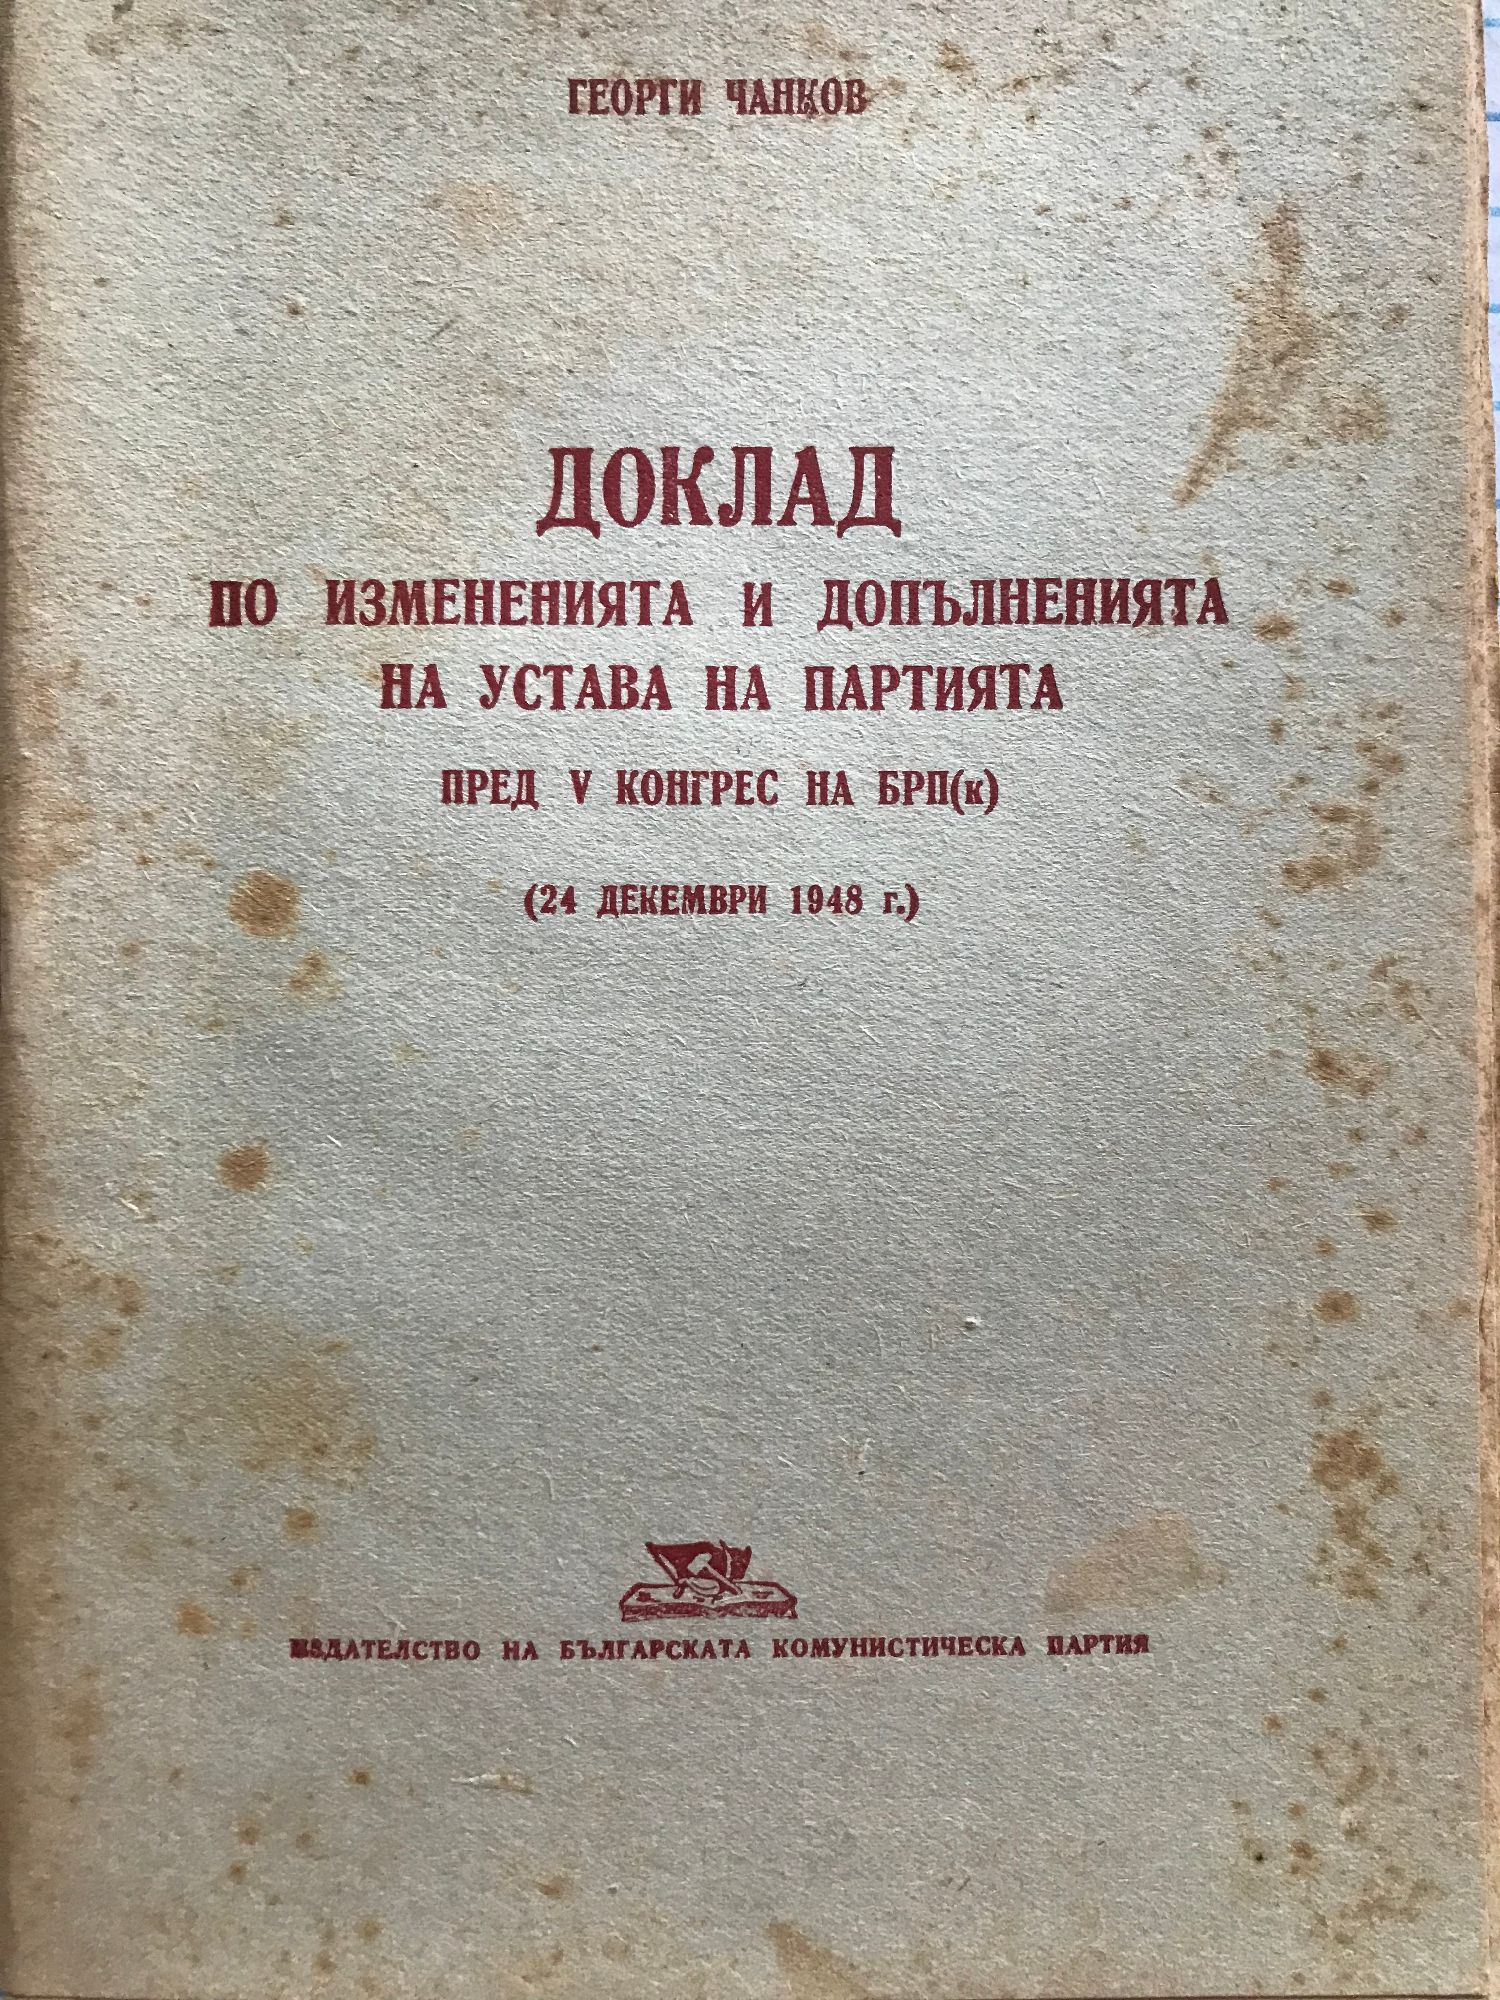 ГЕОРГИ ЧАНКОВ
ДОКЛАД
ПО ИЗМЕНЕНИЯТА И ДОПЪЛНЕНИЯТА
НА УСТАВА НА ПАРТИЯТА
ПРЕД V КОНГРЕС НА БРП(к)
(24 ДЕКЕМВРИ 1948 г.)
ИЗДАТЕЛСТВО НА БЪЛГАРСКАТА КОМУНИСТИЧЕСКА ПАРТИЯ